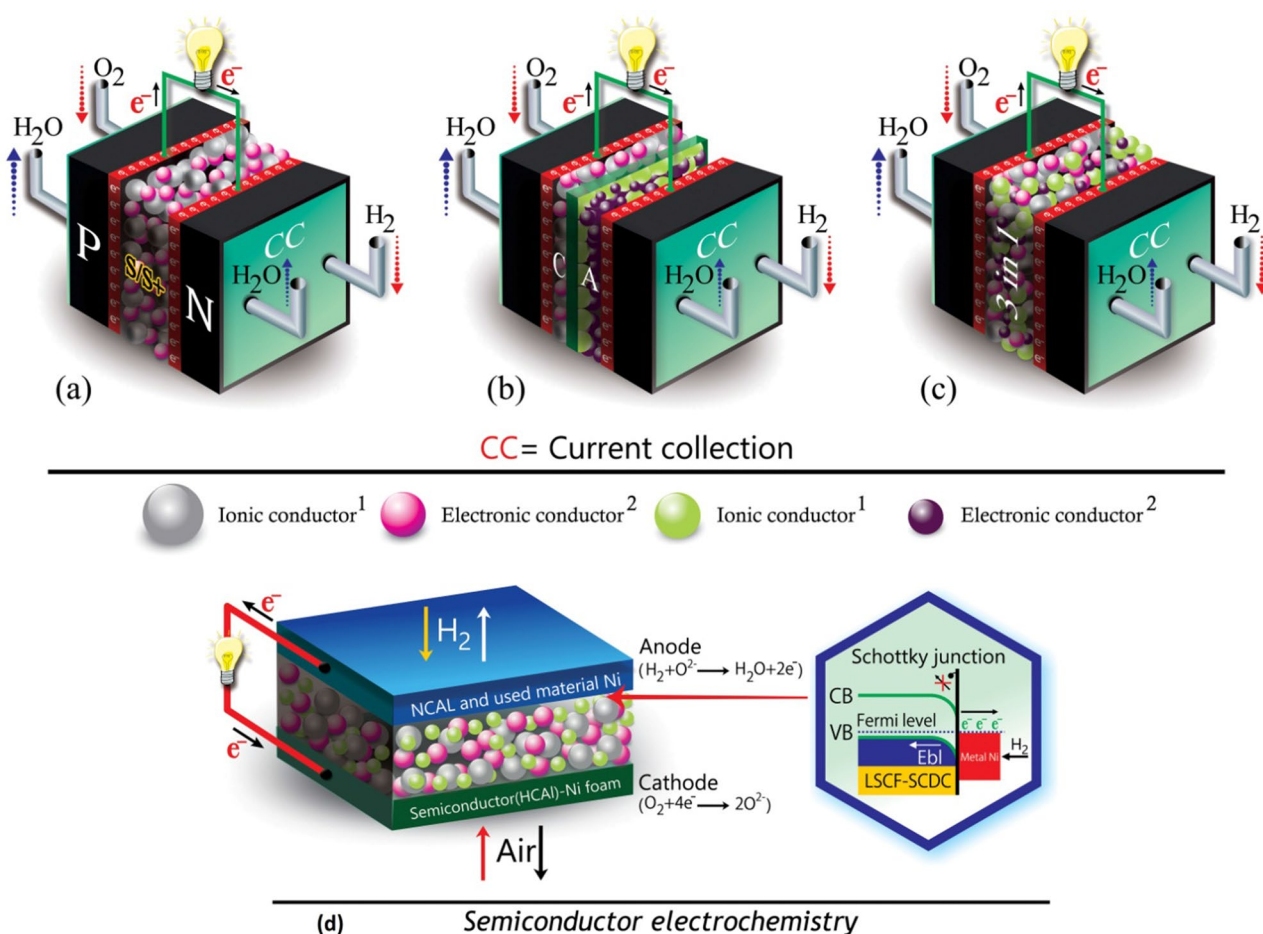 O₂
e⁻
e⁻
H₂O
H₂
P
S/S+
N
CC
H₂O
(a)
O₂
e⁻
e⁻
H₂O
H₂
C
A
CC
H₂O
(b)
O₂
e⁻
e⁻
H₂O
H₂
3 in 1
CC
H₂O
(c)
CC= Current collection
Ionic conductor¹
Electronic conductor²
Ionic conductor¹
Electronic conductor²
e⁻
H₂
Anode
(H₂+O²⁻ → H₂O+2e⁻)
NCAL and used material Ni
e⁻
Cathode
(O₂+4e⁻ → 2O²⁻)
Semiconductor(HCAl)-Ni foam
Air
Schottky junction
CB
e⁻ e⁻ e⁻
Fermi level
VB
H₂
Ebl
Metal Ni
LSCF-SCDC
(d) Semiconductor electrochemistry